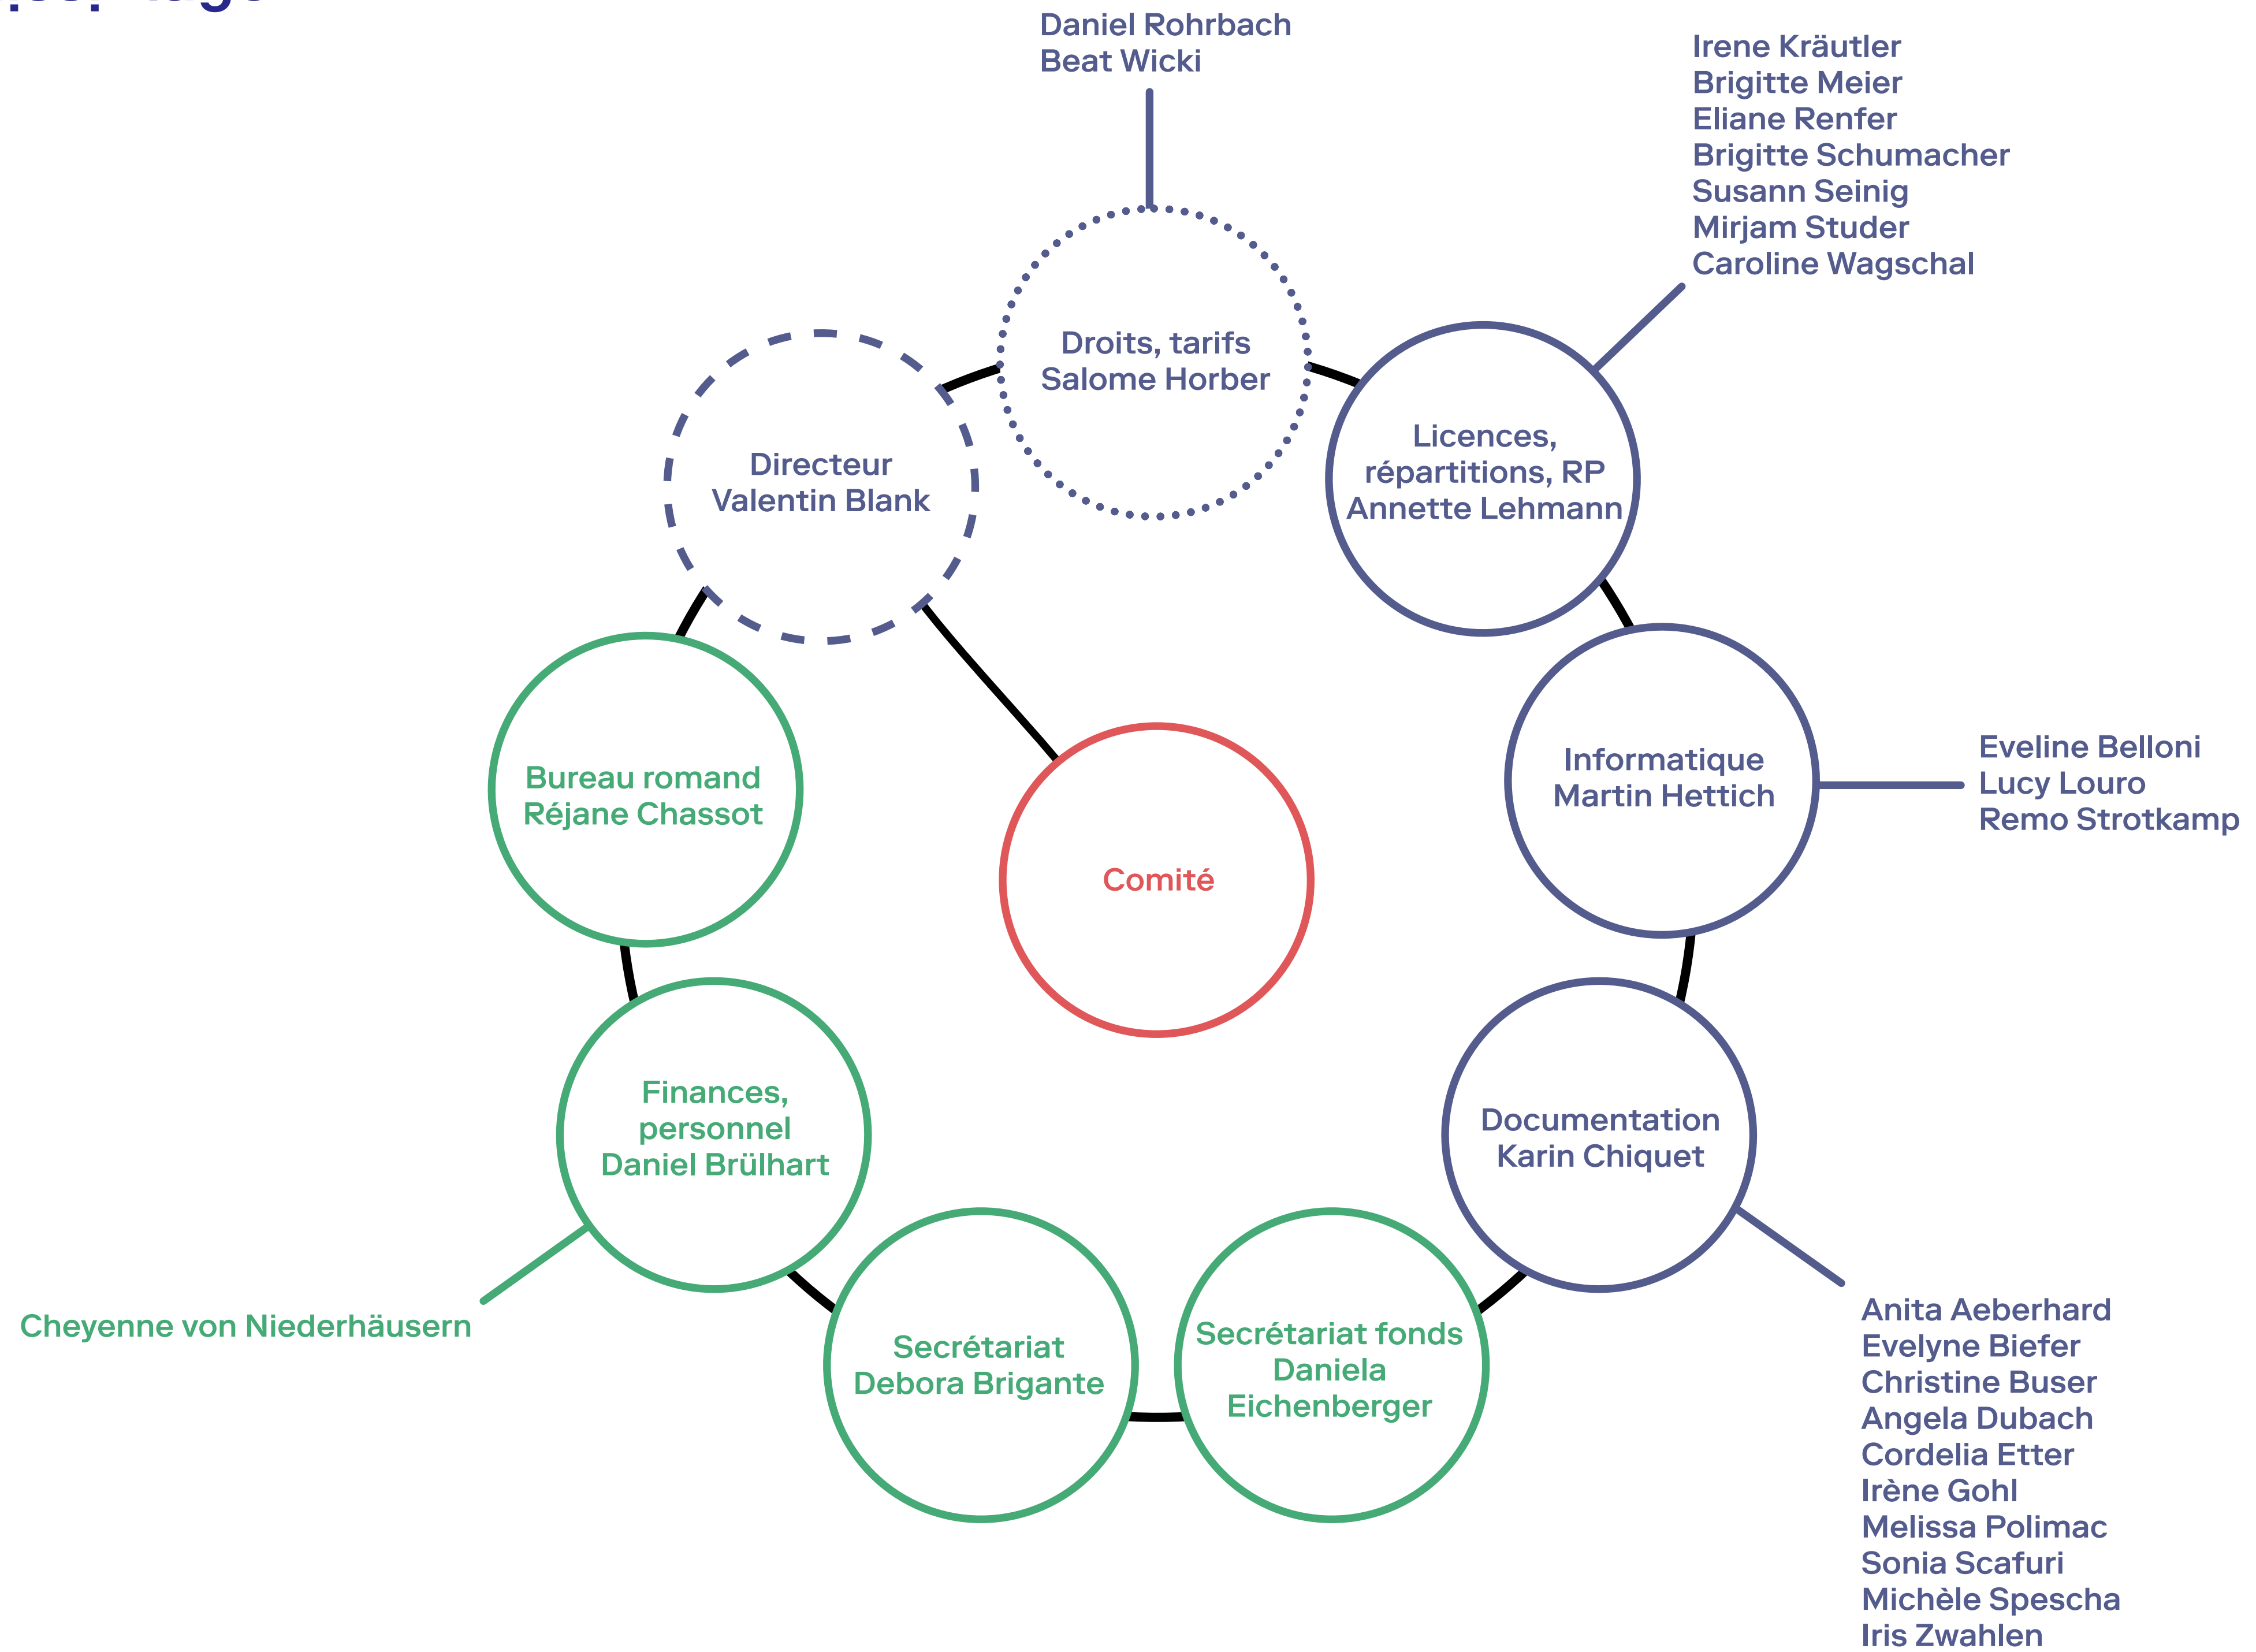 Daniel Rohrbach
Beat Wicki
Irene Kräutler
Brigitte Meier
Eliane Renfer
Brigitte Schumacher
Susann Seinig
Mirjam Studer
Caroline Wagschal
Droits, tarifs
Salome Horber
Licences,
répartitions, RP
Annette Lehmann
Directeur
Valentin Blank
Informatique
Martin Hettich
Eveline Belloni
Lucy Louro
Remo Strotkamp
Bureau romand
Réjane Chassot
Comité
Finances,
personnel
Daniel Brülhart
Documentation
Karin Chiquet
Cheyenne von Niederhäusern
Secrétariat
Debora Brigante
Secrétariat fonds
Daniela
Eichenberger
Anita Aeberhard
Evelyne Biefer
Christine Buser
Angela Dubach
Cordelia Etter
Irène Gohl
Melissa Polimac
Sonia Scafuri
Michèle Spescha
Iris Zwahlen